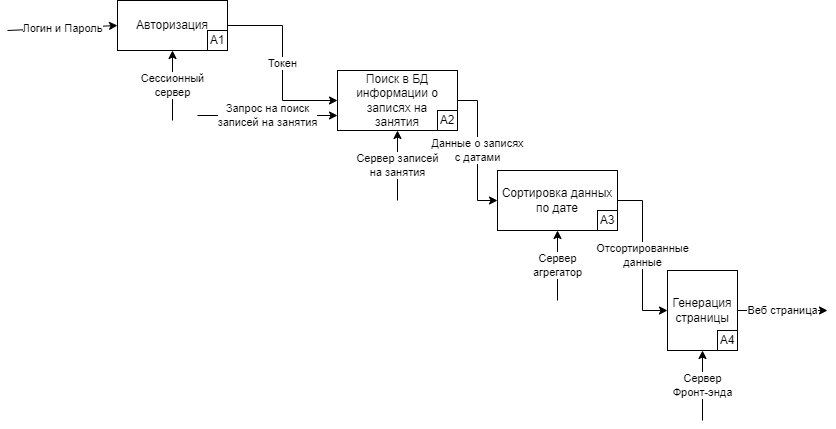 Логин и Пароль
Авторизация
A1
Сессионный
сервер
Токен
Поиск в БД
информации о
записях на
занятия
A2
Запрос на поиск
записей на занятия
Сервер записей
на занятия
Данные о записях
с датами
Сортировка данных
по дате
A3
Сервер
агрегатор
Отсортированные
данные
Генерация
страницы
A4
Веб страница
Сервер
Фронт-энда